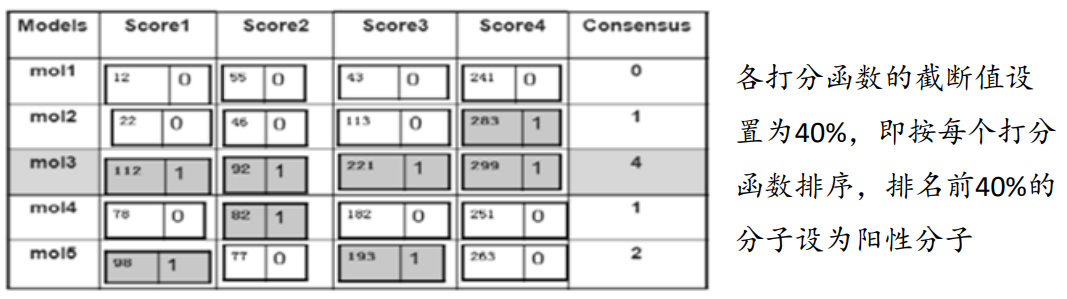 Models Score1 Score2 Score3 Score4 Consensus
mol1 12 0 55 0 43 0 241 0 0
mol2 22 0 46 0 113 0 283 1 1
mol3 112 1 92 1 221 1 299 1 4
mol4 78 0 82 1 182 0 251 0 1
mol5 98 1 77 0 193 1 263 0 2
各打分函数的截断值设
置为40%，即按每个打分
函数排序，排名前40%的
分子设为阳性分子